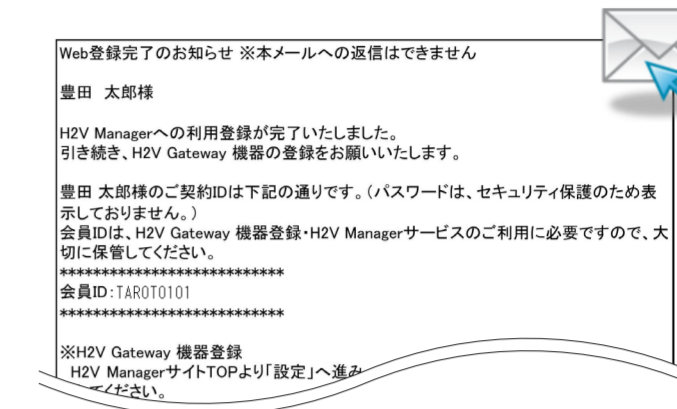 Web登録完了のお知らせ ※本メールへの返信はできません
豊田　太郎様
H2V Managerへの利用登録が完了いたしました。
引き続き、H2V Gateway 機器の登録をお願いいたします。
豊田 太郎様のご契約IDは下記の通りです。（パスワードは、セキュリティ保護のため表
示しておりません。）
会員IDは、H2V Gateway 機器登録・H2V Managerサービスのご利用に必要ですので、大
切に保管してください。
***************************
会員ID：TAROTO101
***************************
※H2V Gateway 機器登録
H2V ManagerサイトTOPより「設定」へ進み
てください。